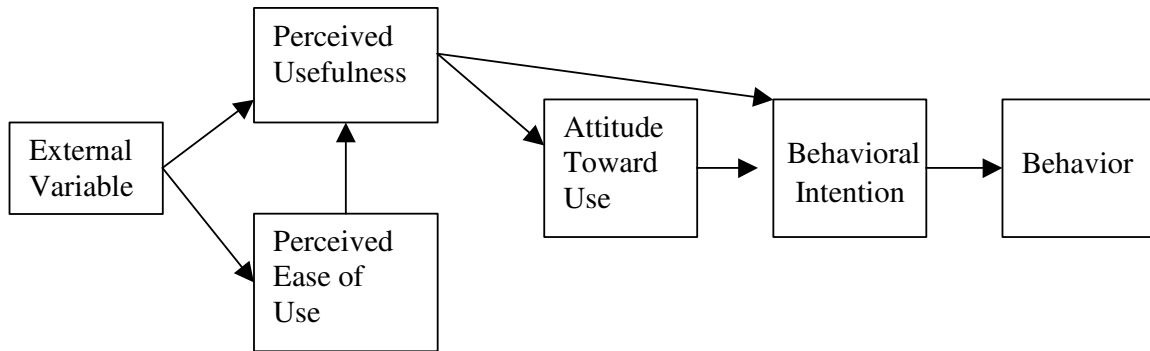 External
Variable
Perceived
Usefulness
Perceived
Ease of
Use
Attitude
Toward
Use
Behavioral
Intention
Behavior